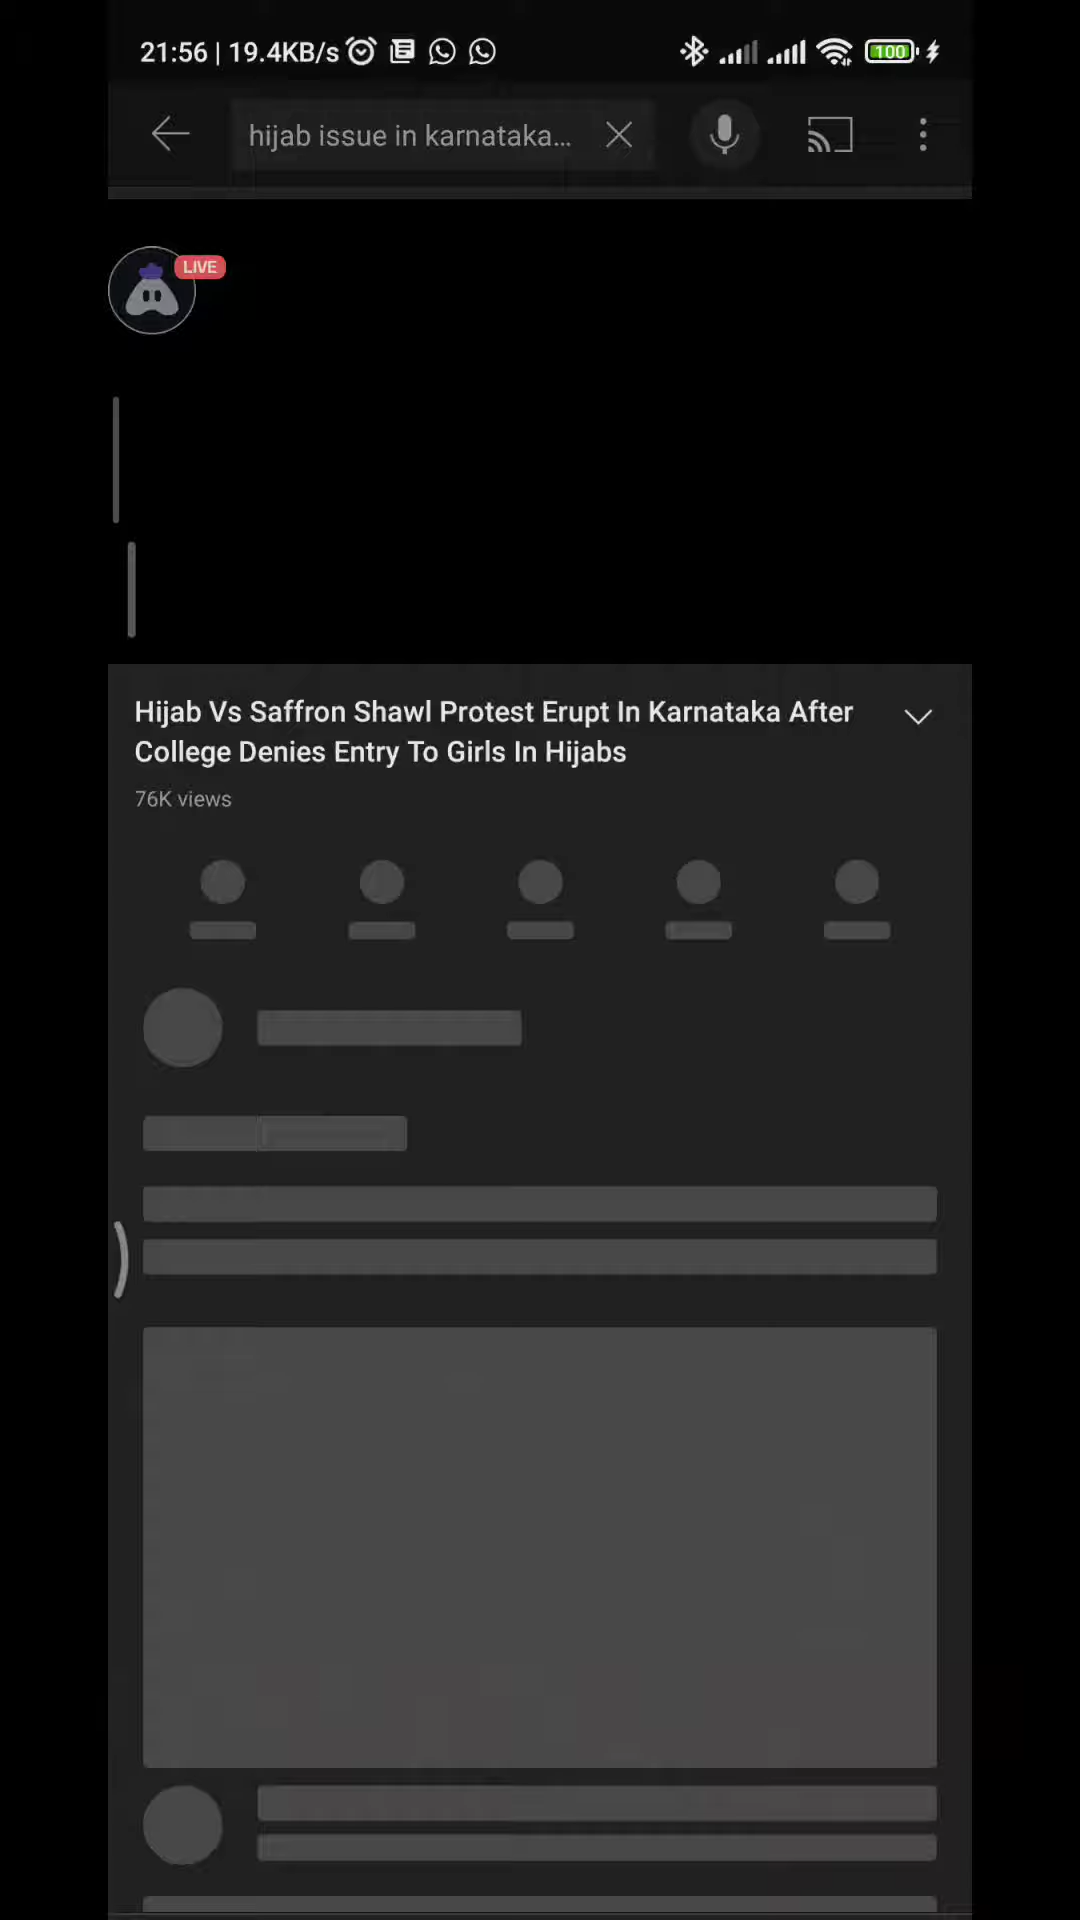 21:56 | 19.4KB/s
100
hijab issue in karnataka...
LIVE
Hijab Vs Saffron Shawl Protest Erupt In Karnataka After
College Denies Entry To Girls In Hijabs
76K views